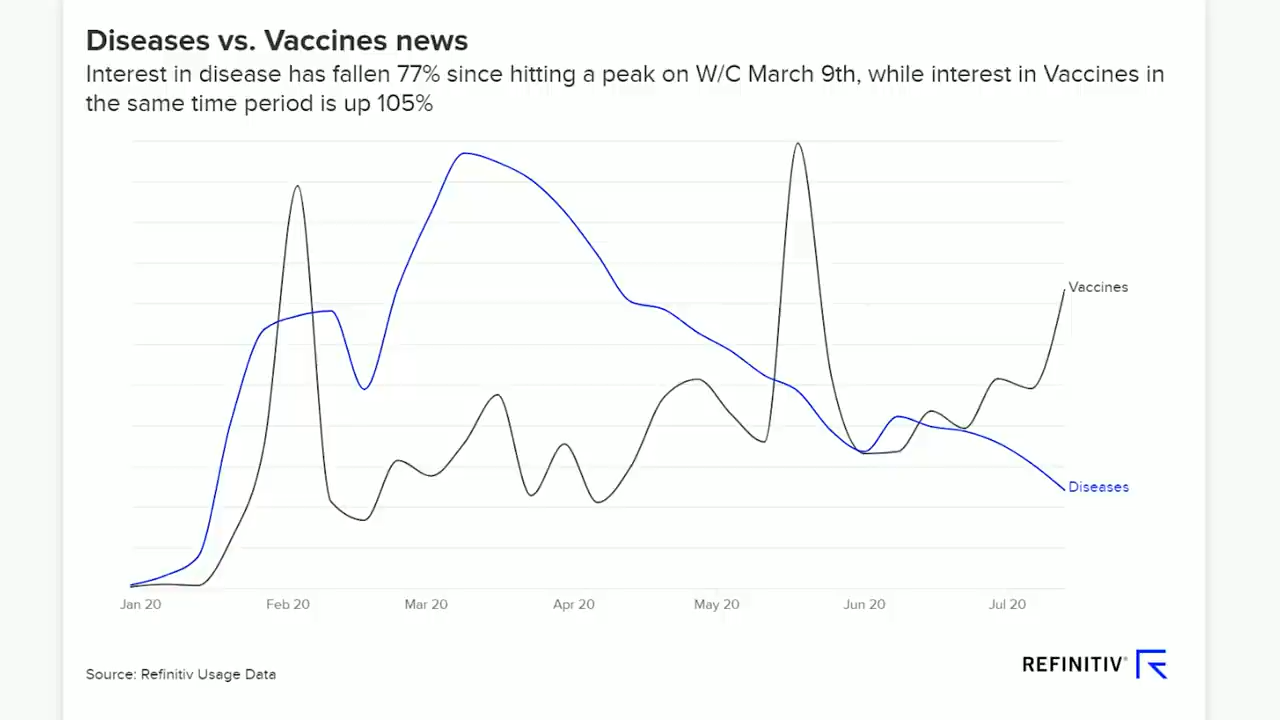 Diseases vs. Vaccines news
Interest in disease has fallen 77% since hitting a peak on W/C March 9th, while interest in Vaccines in
the same time period is up 105%
Vaccines
Diseases
Jan 20 Feb 20 Mar 20 Apr 20 May 20 Jun 20 Jul 20
Source: Refinitiv Usage Data
REFINITIV